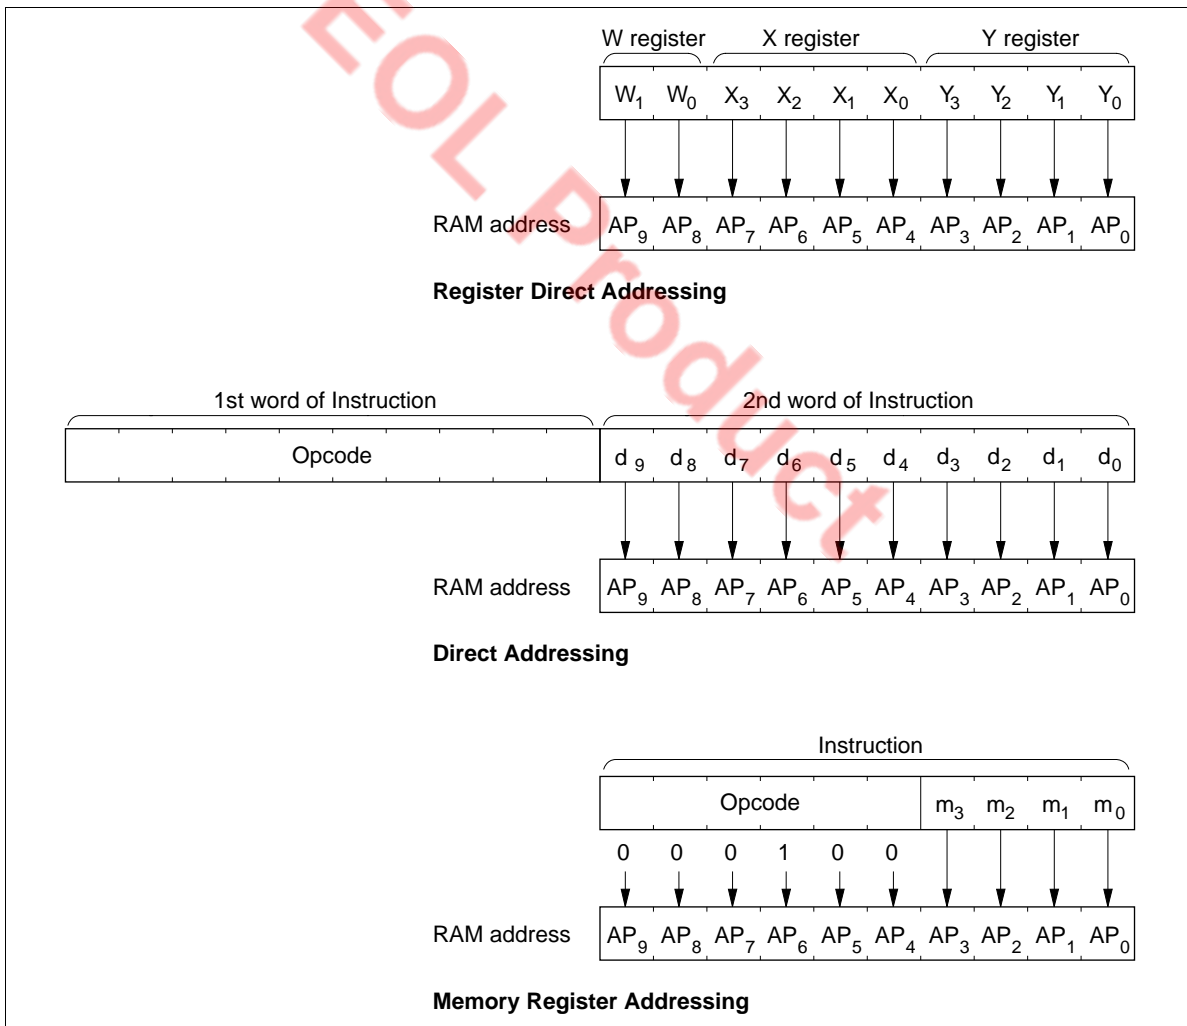 W register X register Y register
W1 W0 X3 X2 X1 X0 Y3 Y2 Y1 Y0
RAM address AP9 AP8 AP7 AP6 AP5 AP4 AP3 AP2 AP1 AP0
Register Direct Addressing
1st word of Instruction 2nd word of Instruction
Opcode d9 d8 d7 d6 d5 d4 d3 d2 d1 d0
RAM address AP9 AP8 AP7 AP6 AP5 AP4 AP3 AP2 AP1 AP0
Direct Addressing
Instruction
Opcode m3 m2 m1 m0
0 0 0 1 0 0
RAM address AP9 AP8 AP7 AP6 AP5 AP4 AP3 AP2 AP1 AP0
Memory Register Addressing
EOL Product